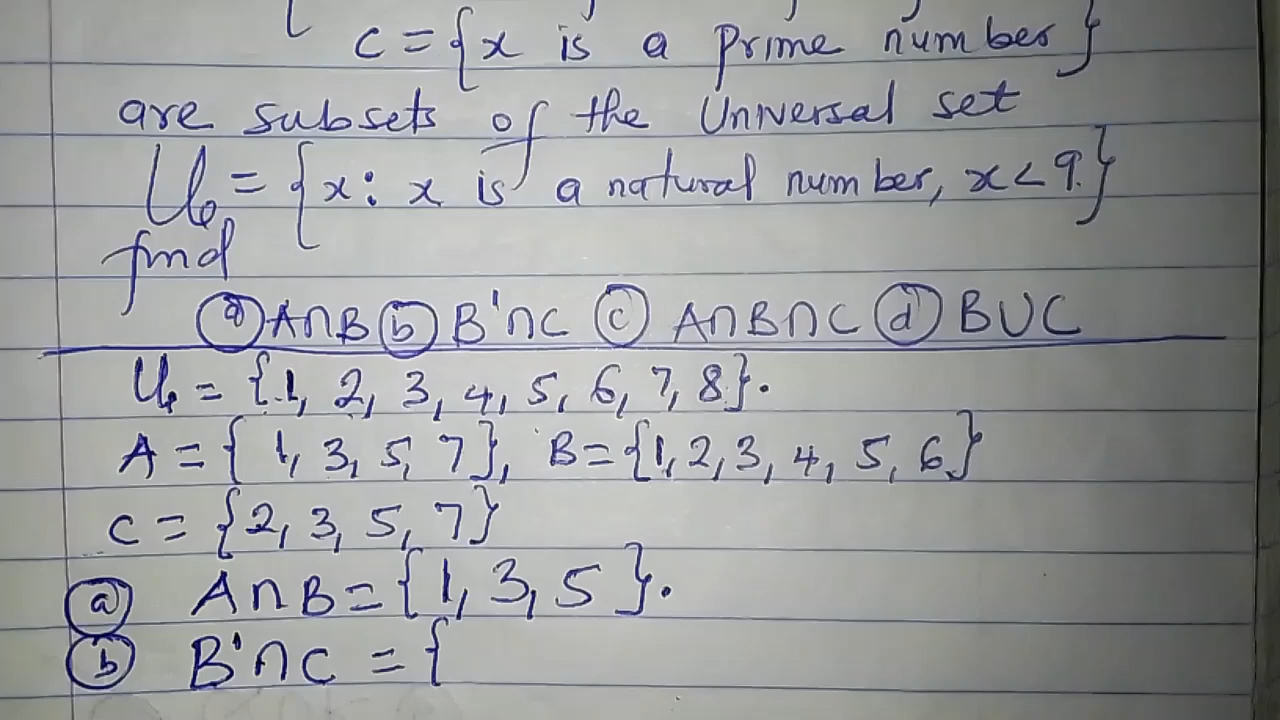 C = {x is a prime number}
are subsets of the Universal set
U = {x : x is a natural number, x < 9.}
find
(a) A∩B (b) B'∩C (c) A∩B∩C (d) B∪C
U = {1, 2, 3, 4, 5, 6, 7, 8}.
A = { 1, 3, 5, 7}, B = {1, 2, 3, 4, 5, 6}
C = {2, 3, 5, 7}
(a) A∩B = {1, 3, 5 }.
(b) B'∩C = {